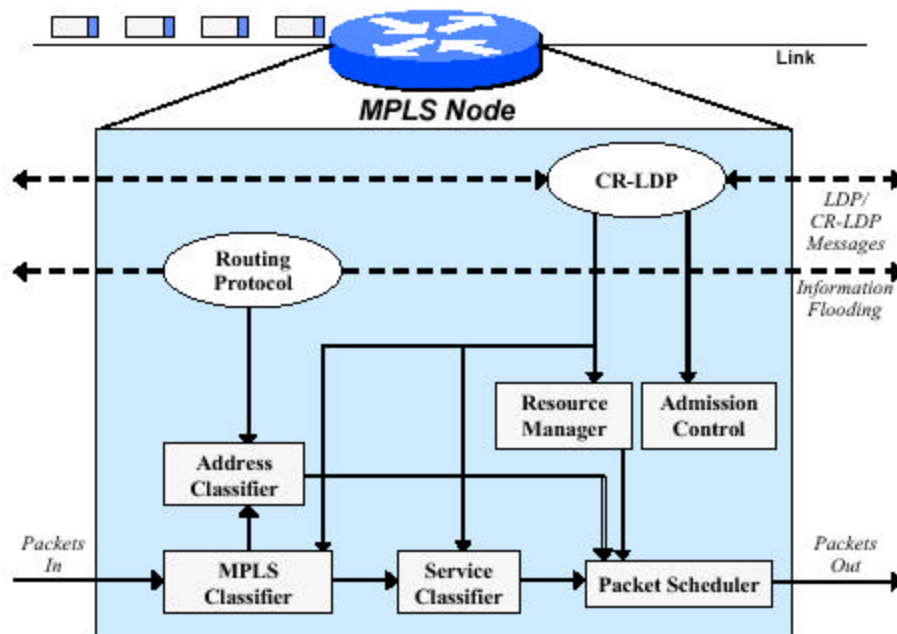 Link
MPLS Node
CR-LDP
LDP/
CR-LDP
Messages
Routing
Protocol
Information
Flooding
Resource
Manager
Admission
Control
Address
Classifier
Packets
In
MPLS
Classifier
Service
Classifier
Packet Scheduler
Packets
Out